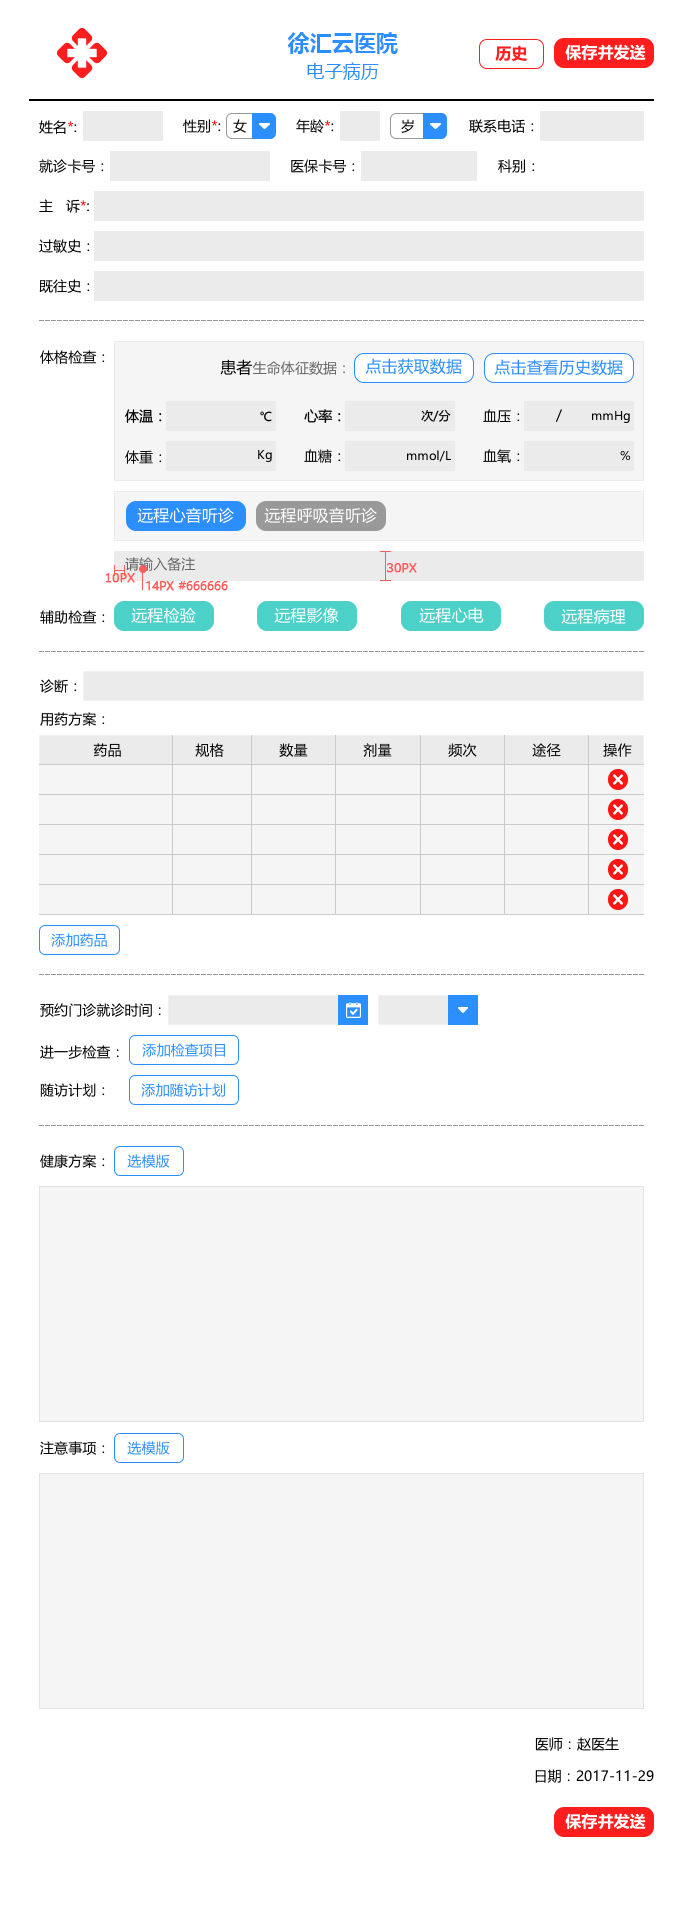 徐汇云医院
电子病历
历史 保存并发送
姓名*: 性别*: 女 年龄*: 岁 联系电话 :
就诊卡号 : 医保卡号 : 科别 :
主 诉*:
过敏史 :
既往史 :
体格检查 : 患者生命体征数据 : 点击获取数据 点击查看历史数据
体温 : ℃ 心率 : 次/分 血压 : / mmHg
体重 : Kg 血糖 : mmol/L 血氧 : %
远程心音听诊 远程呼吸音听诊
请输入备注
10PX 14PX #666666 30PX
辅助检查 : 远程检验 远程影像 远程心电 远程病理
诊断 :
用药方案 :
药品 规格 数量 剂量 频次 途径 操作
添加药品
预约门诊就诊时间 :
进一步检查 : 添加检查项目
随访计划 : 添加随访计划
健康方案 : 选模版
注意事项 : 选模版
医师 : 赵医生
日期 : 2017-11-29
保存并发送